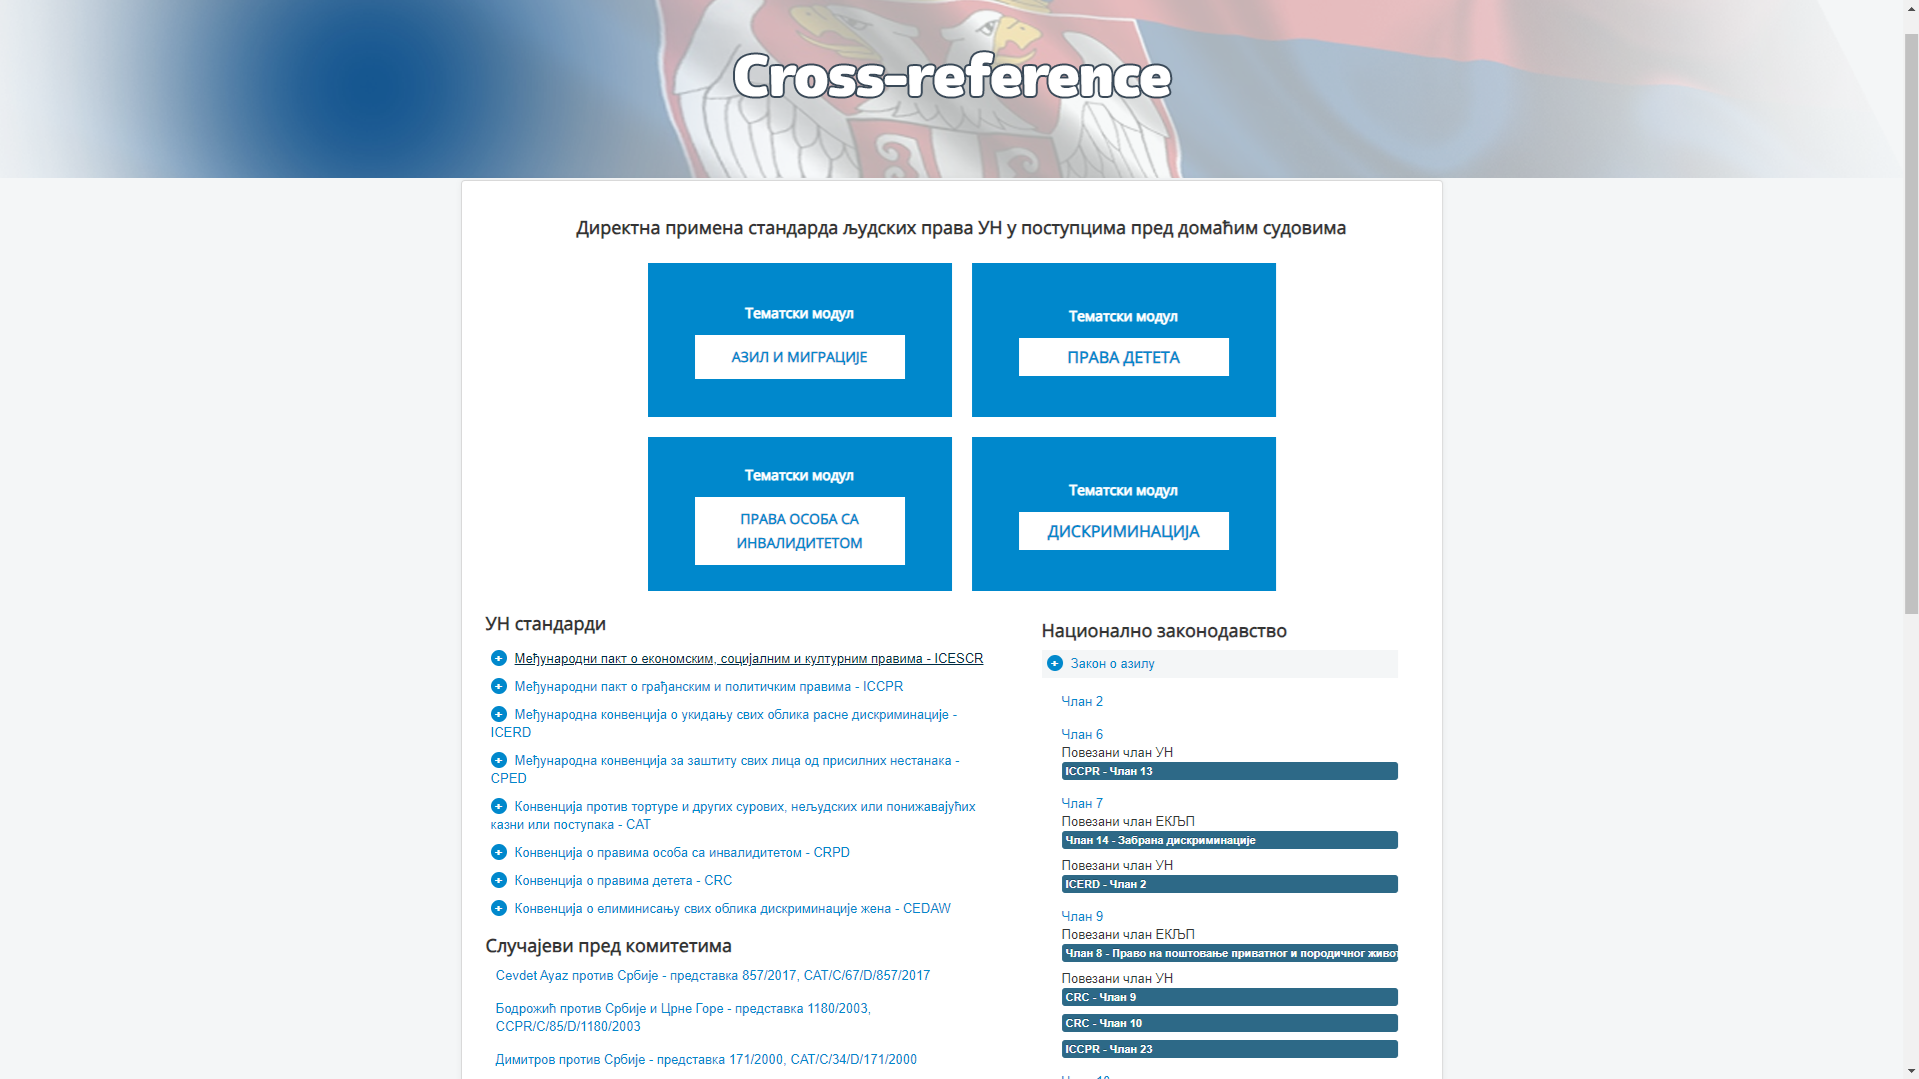 Cross-reference
Директна примена стандарда људских права УН у поступцима пред домаћим судовима
Тематски модул
АЗИЛ И МИГРАЦИЈЕ
Тематски модул
ПРАВА ДЕТЕТА
Тематски модул
ПРАВА ОСОБА СА
ИНВАЛИДИТЕТОМ
Тематски модул
ДИСКРИМИНАЦИЈА
УН стандарди
Међународни пакт о економским, социјалним и културним правима - ICESCR
Међународни пакт о грађанским и политичким правима - ICCPR
Међународна конвенција о укидању свих облика расне дискриминације -
ICERD
Међународна конвенција за заштиту свих лица од присилних нестанака -
CPED
Конвенција против тортуре и других сурових, нељудских или понижавајућих
казни или поступака - CAT
Конвенција о правима особа са инвалидитетом - CRPD
Конвенција о правима детета - CRC
Конвенција о елиминисању свих облика дискриминације жена - CEDAW
Случајеви пред комитетима
Cevdet Ayaz против Србије - представка 857/2017, CAT/C/67/D/857/2017
Бодрожић против Србије и Црне Горе - представка 1180/2003,
CCPR/C/85/D/1180/2003
Димитров против Србије - представка 171/2000, CAT/C/34/D/171/2000
Национално законодавство
Закон о азилу
Члан 2
Члан 6
Повезани члан УН
ICCPR - Члан 13
Члан 7
Повезани члан ЕКЉП
Члан 14 - Забрана дискриминације
Повезани члан УН
ICERD - Члан 2
Члан 9
Повезани члан ЕКЉП
Члан 8 - Право на поштовање приватног и породичног
Повезани члан УН
CRC - Члан 9
CRC - Члан 10
ICCPR - Члан 23